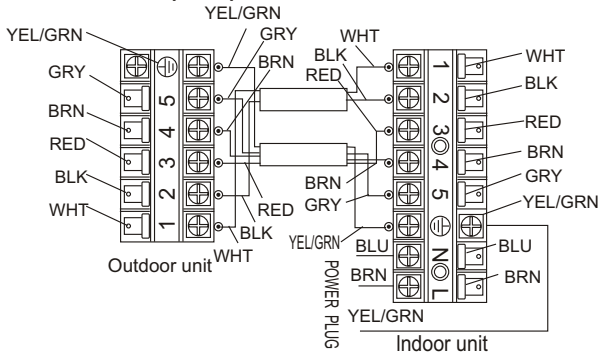 YEL/GRN
GRY
BRN
WHT
BLK
RED
YEL/GRN
GRY
BRN
RED
BLK
WHT
5
4
3
2
1
RED
BLK
WHT
Outdoor unit
1
2
3
4
5
N
L
WHT
BLK
RED
BRN
GRY
YEL/GRN
BLU
BRN
BRN
GRY
YEL/GRN
BLU
BRN
YEL/GRN
POWER PLUG
Indoor unit